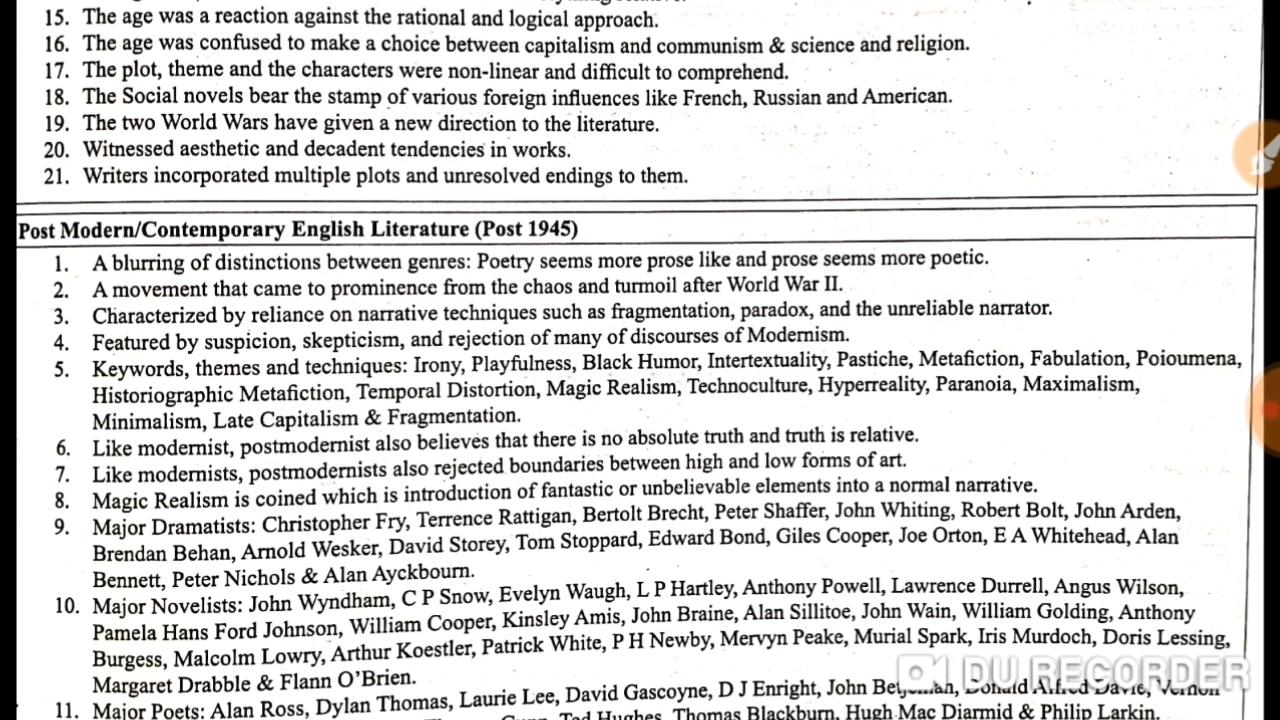 15. The age was a reaction against the rational and logical approach.
16. The age was confused to make a choice between capitalism and communism & science and religion.
17. The plot, theme and the characters were non-linear and difficult to comprehend.
18. The Social novels bear the stamp of various foreign influences like French, Russian and American.
19. The two World Wars have given a new direction to the literature.
20. Witnessed aesthetic and decadent tendencies in works.
21. Writers incorporated multiple plots and unresolved endings to them.
Post Modern/Contemporary English Literature (Post 1945)
1. A blurring of distinctions between genres: Poetry seems more prose like and prose seems more poetic.
2. A movement that came to prominence from the chaos and turmoil after World War II.
3. Characterized by reliance on narrative techniques such as fragmentation, paradox, and the unreliable narrator.
4. Featured by suspicion, skepticism, and rejection of many of discourses of Modernism.
5. Keywords, themes and techniques: Irony, Playfulness, Black Humor, Intertextuality, Pastiche, Metafiction, Fabulation, Poioumena,
Historiographic Metafiction, Temporal Distortion, Magic Realism, Technoculture, Hyperreality, Paranoia, Maximalism,
Minimalism, Late Capitalism & Fragmentation.
6. Like modernist, postmodernist also believes that there is no absolute truth and truth is relative.
7. Like modernists, postmodernists also rejected boundaries between high and low forms of art.
8. Magic Realism is coined which is introduction of fantastic or unbelievable elements into a normal narrative.
9. Major Dramatists: Christopher Fry, Terrence Rattigan, Bertolt Brecht, Peter Shaffer, John Whiting, Robert Bolt, John Arden,
Brendan Behan, Arnold Wesker, David Storey, Tom Stoppard, Edward Bond, Giles Cooper, Joe Orton, E A Whitehead, Alan
Bennett, Peter Nichols & Alan Ayckbourn.
10. Major Novelists: John Wyndham, C P Snow, Evelyn Waugh, L P Hartley, Anthony Powell, Lawrence Durrell, Angus Wilson,
Pamela Hans Ford Johnson, William Cooper, Kinsley Amis, John Braine, Alan Sillitoe, John Wain, William Golding, Anthony
Burgess, Malcolm Lowry, Arthur Koestler, Patrick White, P H Newby, Mervyn Peake, Murial Spark, Iris Murdoch, Doris Lessing,
Margaret Drabble & Flann O'Brien.
11. Major Poets: Alan Ross, Dylan Thomas, Laurie Lee, David Gascoyne, D J Enright, John Betjeman, Donald Alfred Davie, Vernon
Ted Hughes, Thomas Blackburn, Hugh Mac Diarmid & Philip Larkin.
DU RECORDER